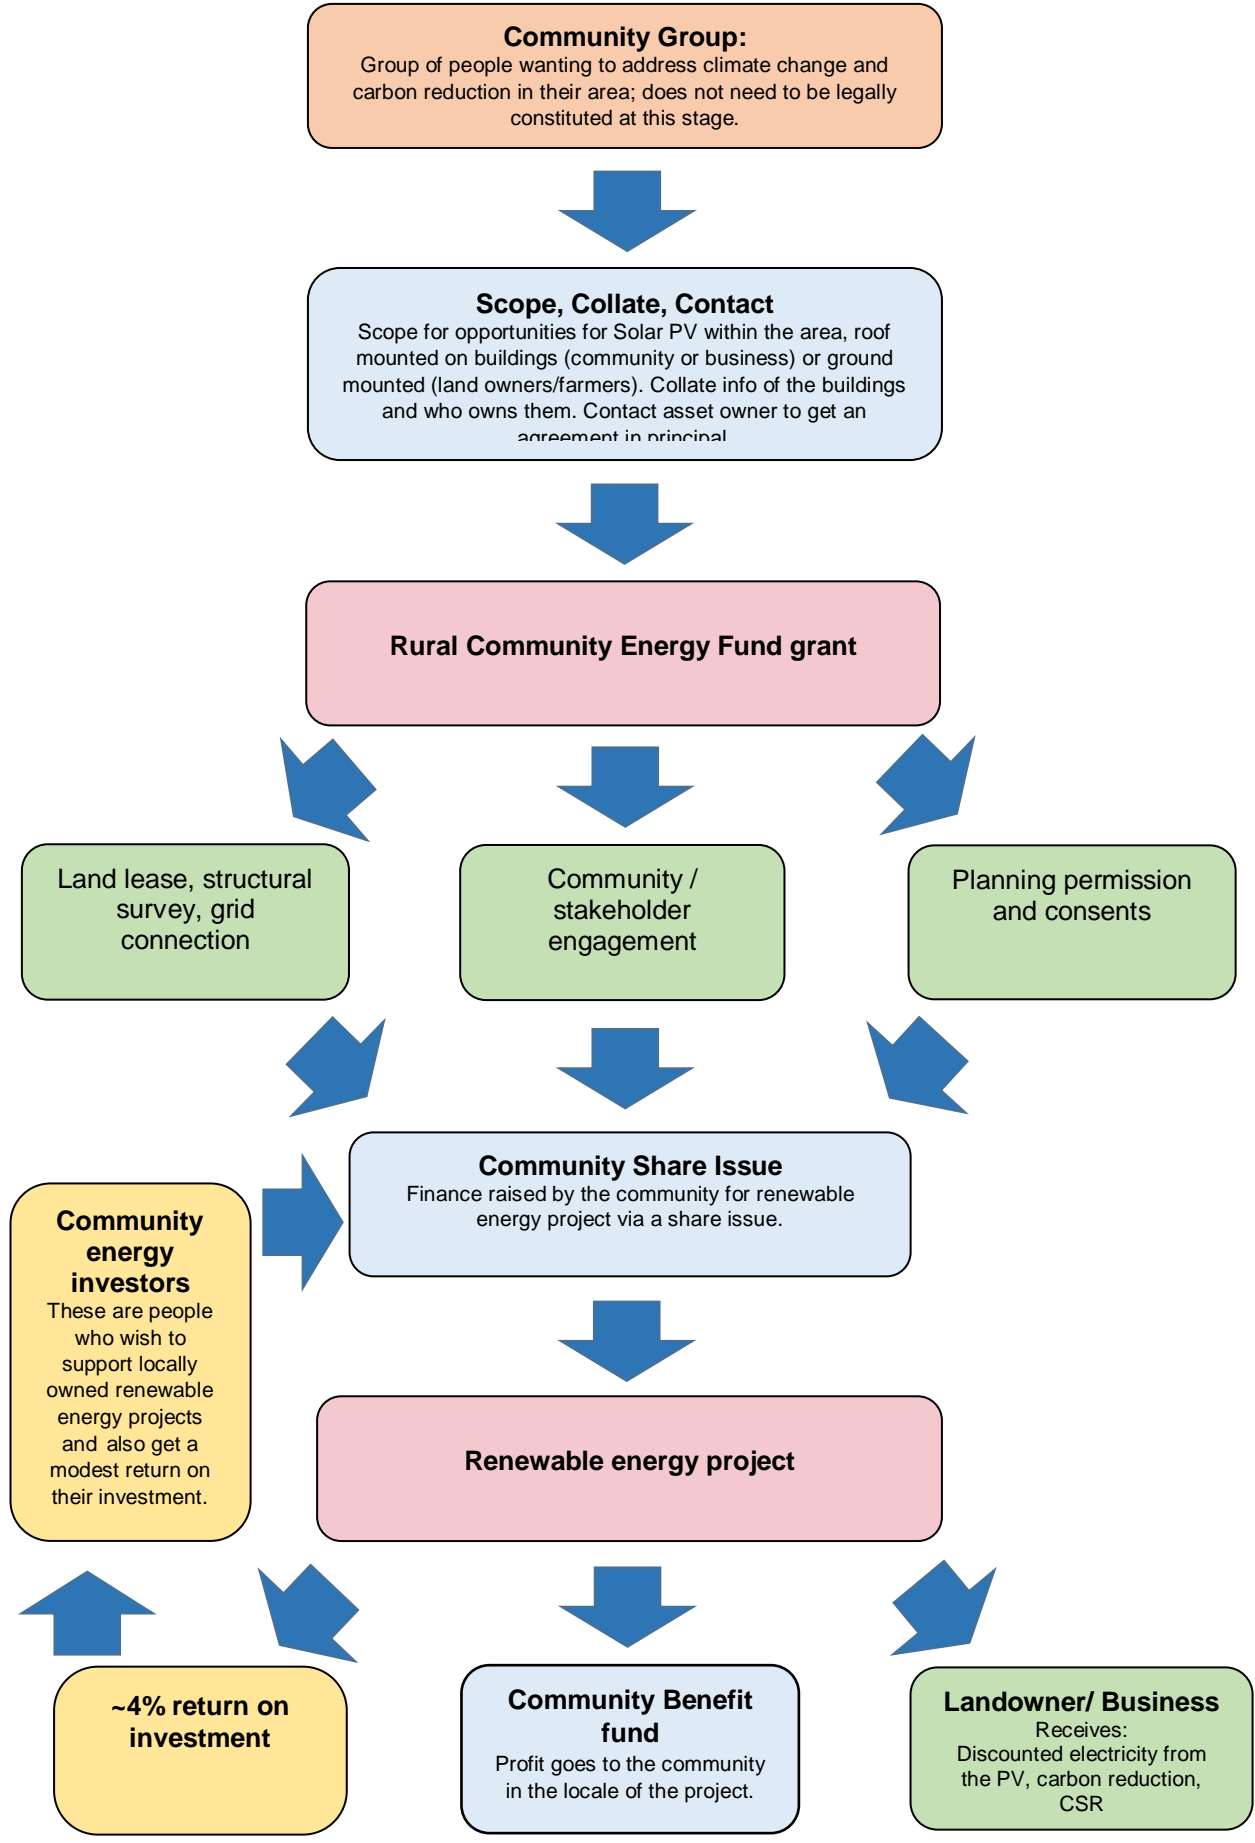 Community Group:
Group of people wanting to address climate change and
carbon reduction in their area; does not need to be legally
constituted at this stage.
Scope, Collate, Contact
Scope for opportunities for Solar PV within the area, roof
mounted on buildings (community or business) or ground
mounted (land owners/farmers). Collate info of the buildings
and who owns them. Contact asset owner to get an
agreement in principal
Rural Community Energy Fund grant
Land lease, structural
survey, grid
connection
Community /
stakeholder
engagement
Planning permission
and consents
Community Share Issue
Finance raised by the community for renewable
energy project via a share issue.
Community
energy
investors
These are people
who wish to
support locally
owned renewable
energy projects
and also get a
modest return on
their investment.
Renewable energy project
~4% return on
investment
Community Benefit
fund
Profit goes to the community
in the locale of the project.
Landowner/ Business
Receives:
Discounted electricity from
the PV, carbon reduction,
CSR